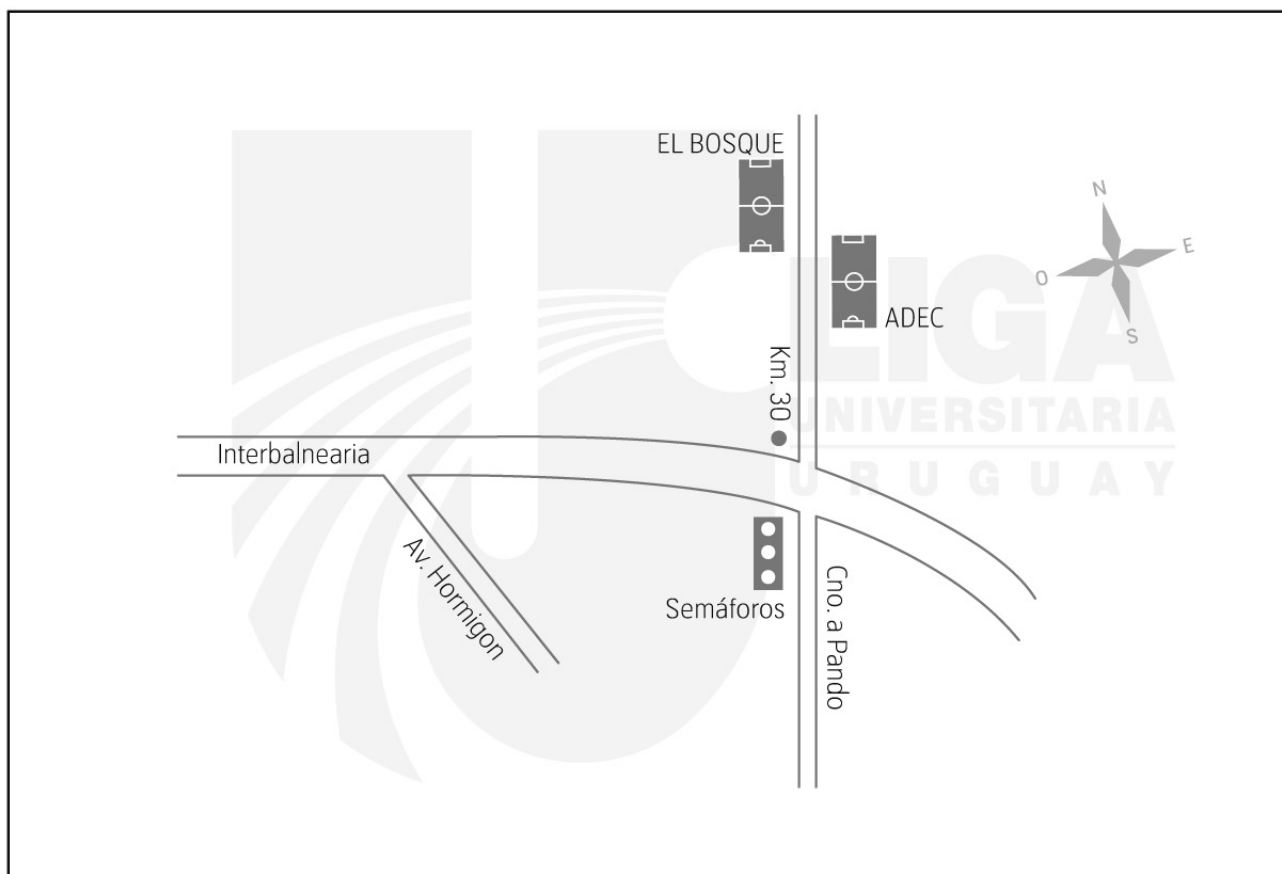 EL BOSQUE
N
E
O
S
ADEC
Km. 30
LIGA
UNIVERSITARIA
URUGUAY
Interbalnearia
Av. Hormigon
Semáforos
Cno. a Pando